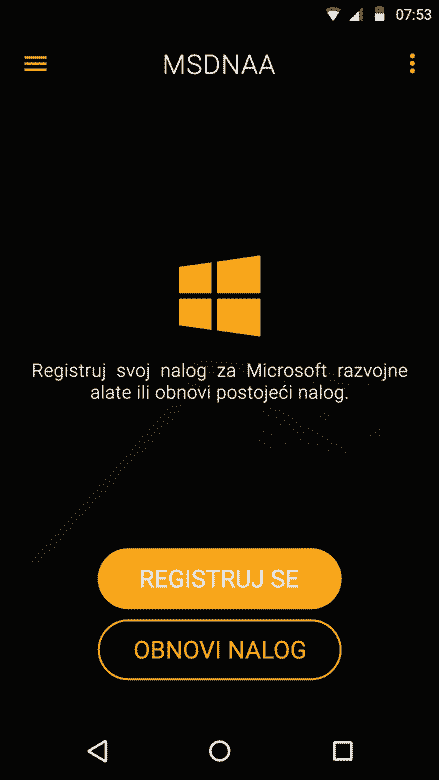 07:53
MSDNAA
Registruj svoj nalog za Microsoft razvojne
alate ili obnovi postojeći nalog.
REGISTRUJ SE
OBNOVI NALOG